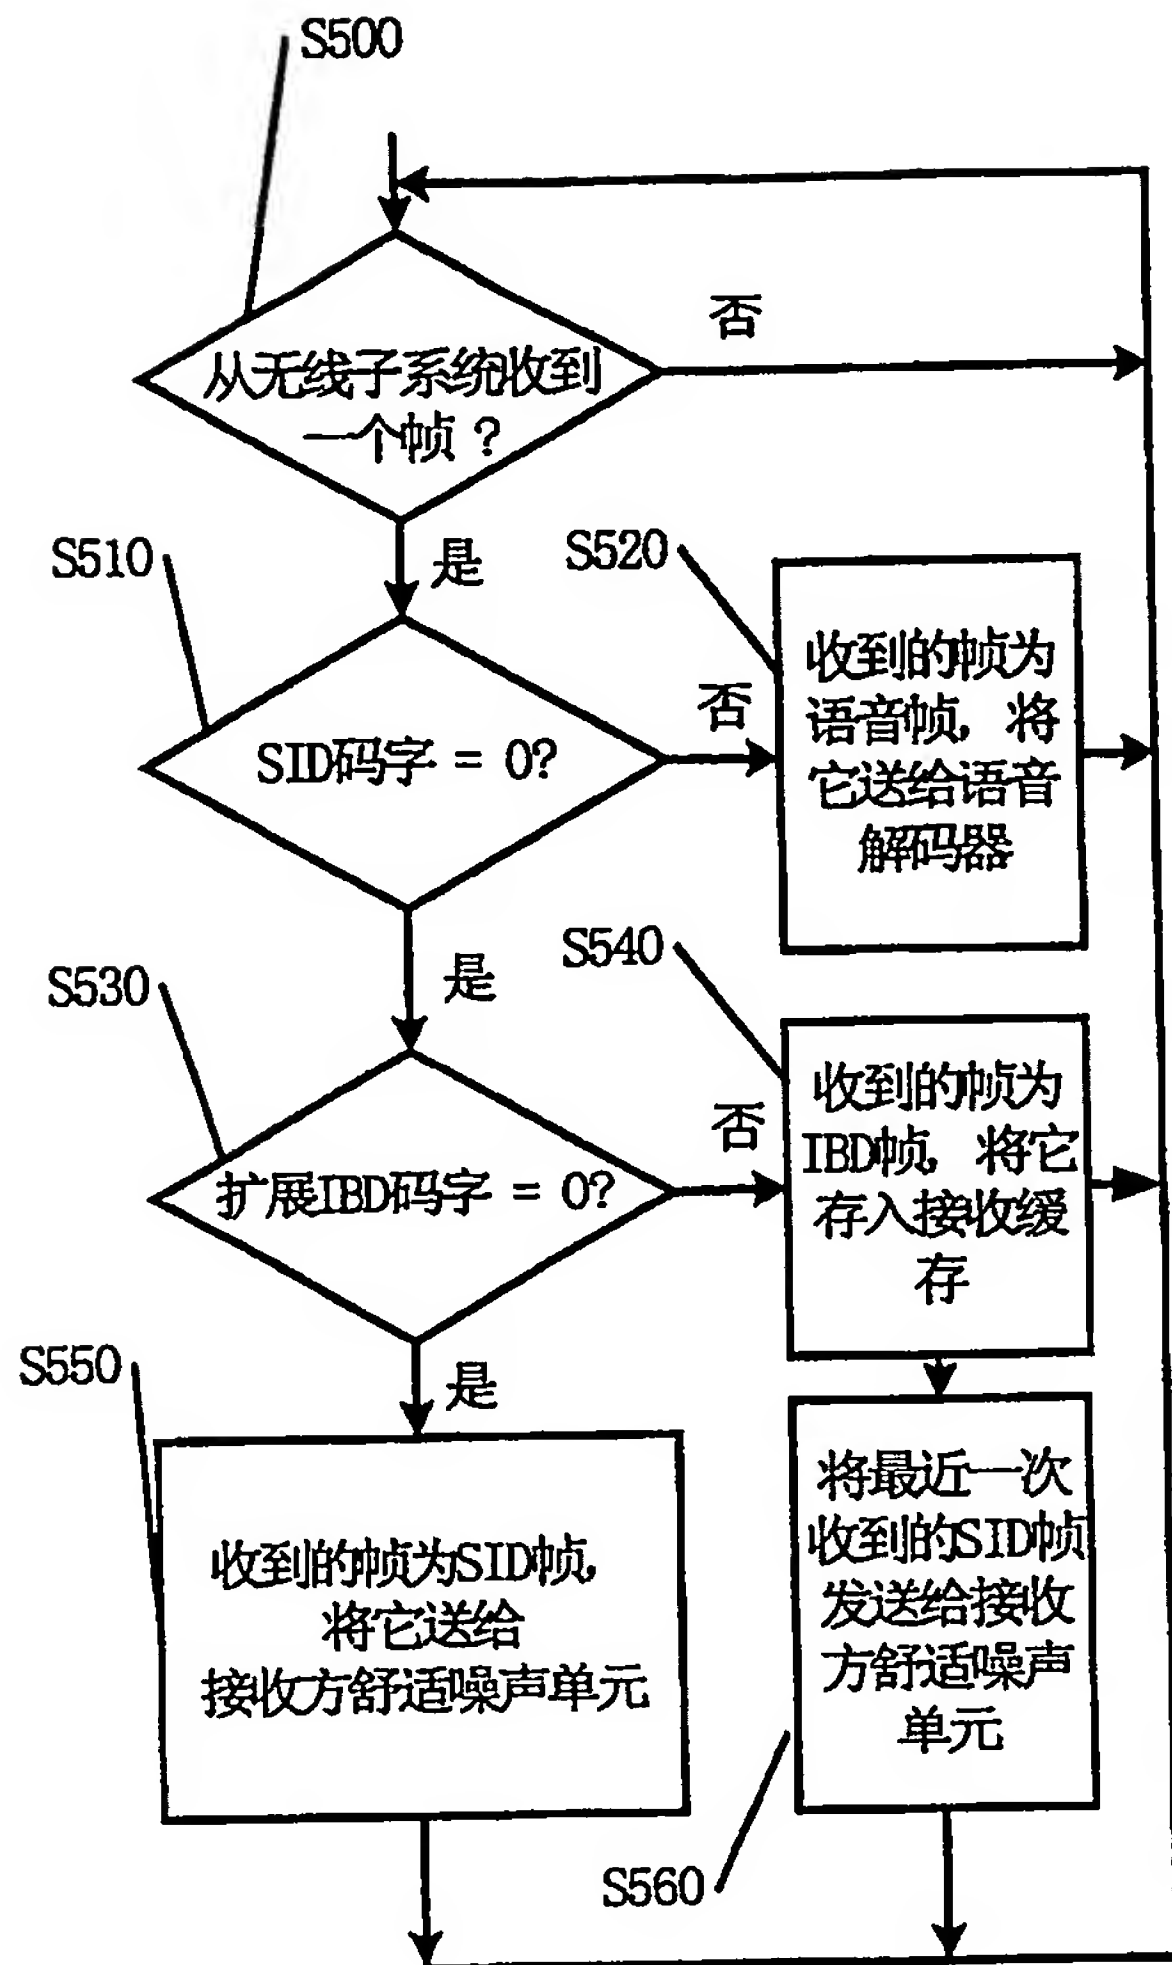 S500
否
从无线子系统收到
一个帧？
是
S510
SID码字 = 0?
否
S520
收到的帧为
语音帧, 将
它送给语音
解码器
是
S530
扩展IBD码字 = 0?
否
S540
收到的帧为
IBD帧, 将它
存入接收缓
存
是
S550
收到的帧为SID帧,
将它送给
接收方舒适噪声单元
将最近一次
收到的SID帧
发送给接收
方舒适噪声
单元
S560